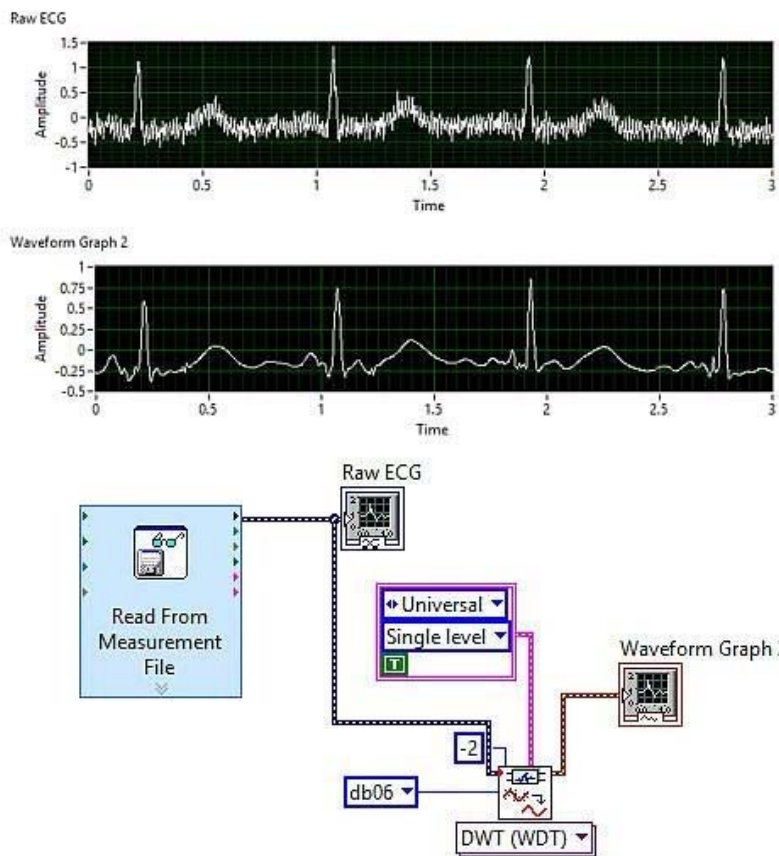 Raw ECG
1.5
1
0.5
0
-0.5
-1
Amplitude
0 0.5 1 1.5 2 2.5 3
Time
Waveform Graph 2
1
0.75
0.5
0.25
0
-0.25
-0.5
Amplitude
0 0.5 1 1.5 2 2.5 3
Time
Raw ECG
Read From
Measurement
File
Universal
Single level
T
Waveform Graph
-2
db06
DWT (WDT)